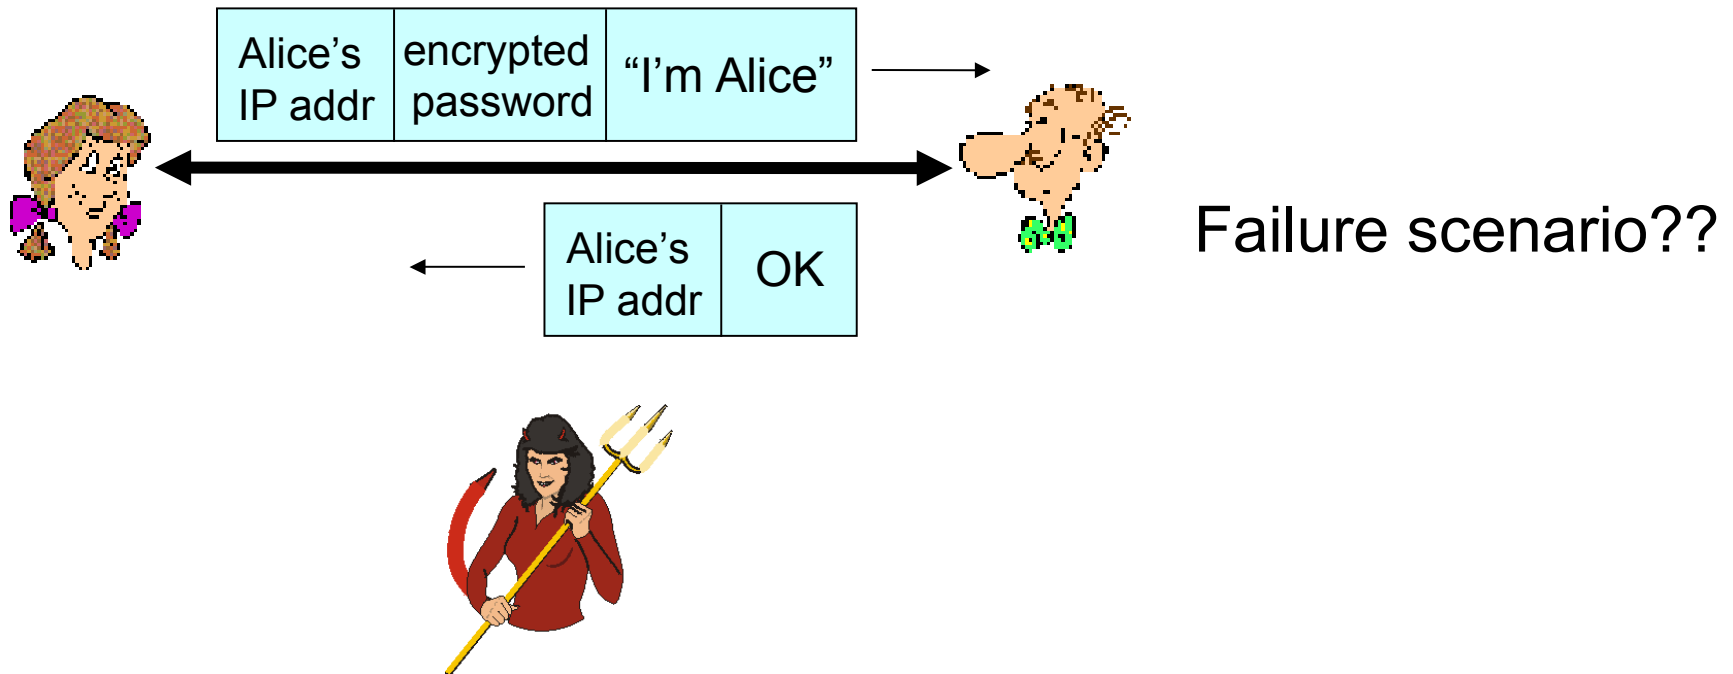 Alice’s
IP addr
encrypted
password
“I’m Alice”
Alice’s
IP addr
OK
Failure scenario??